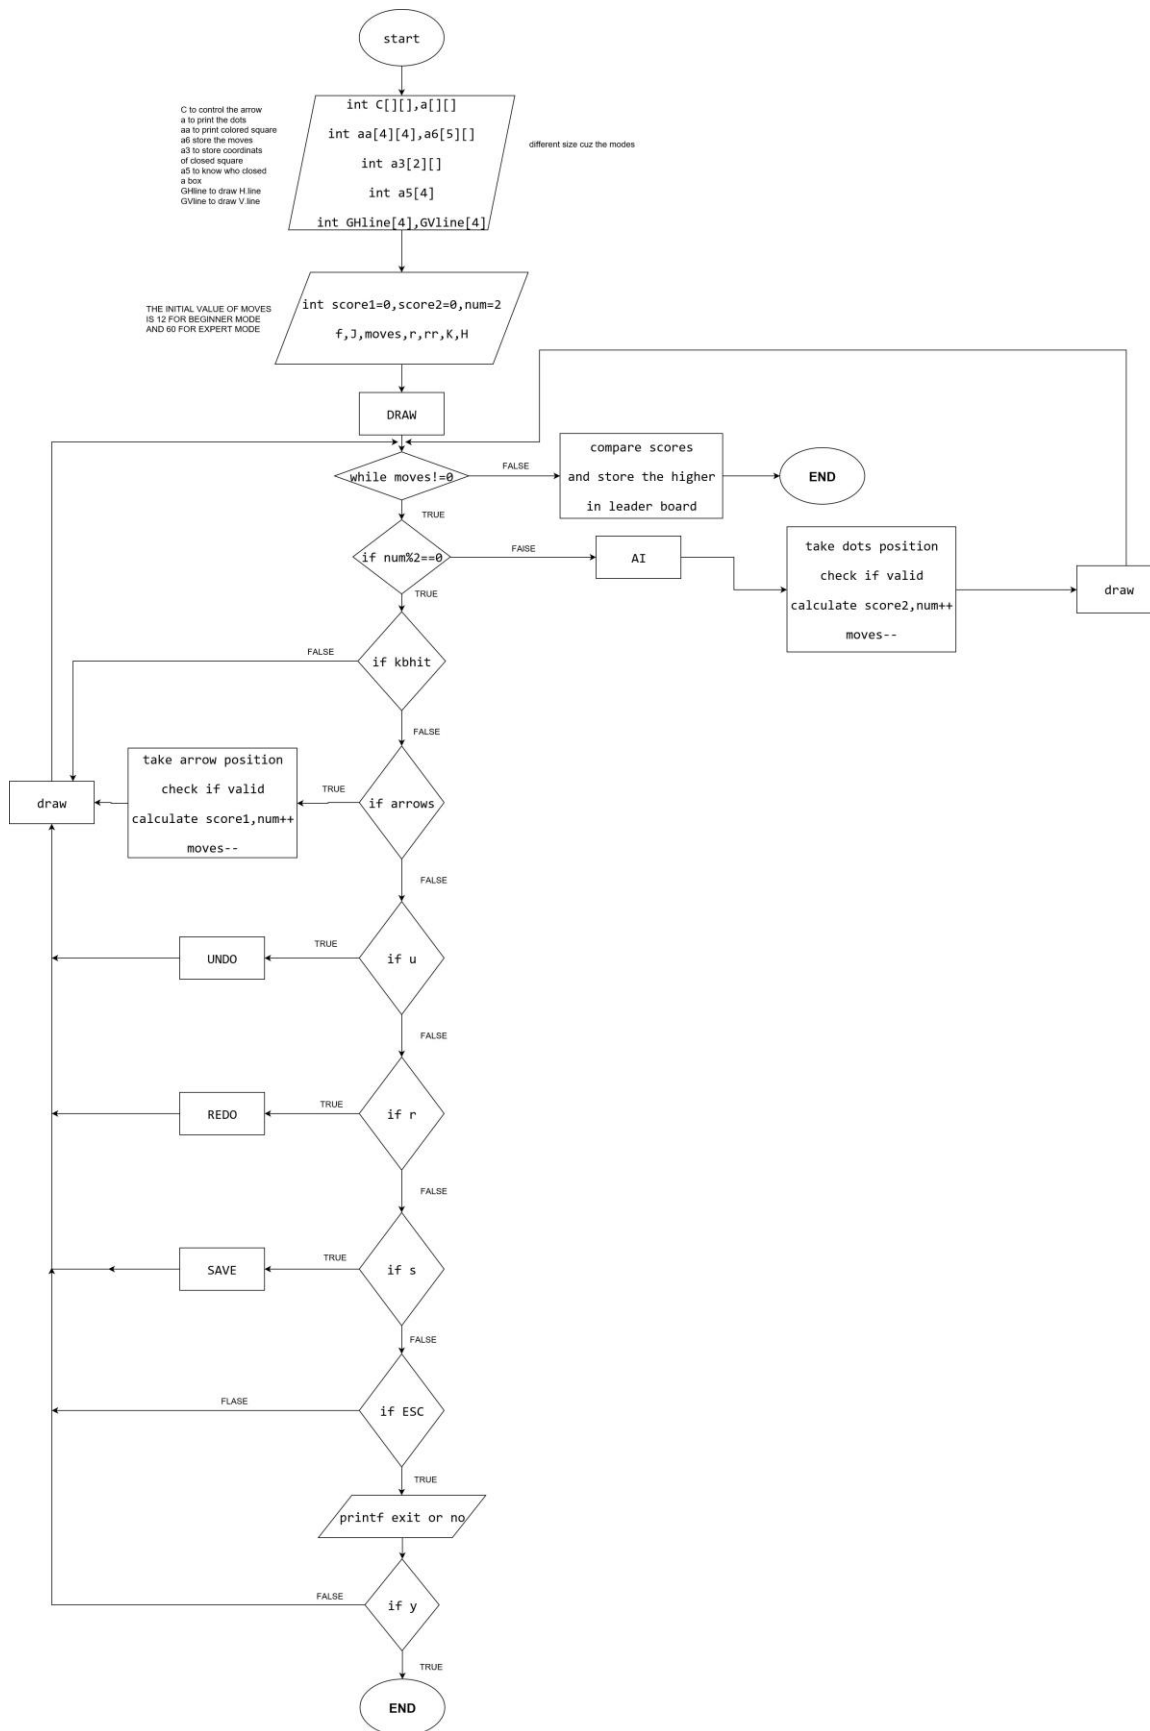 start
C to control the arrow
a to print the dots
aa to print colored square
a6 store the moves
a3 to store coordinats
of closed square
a5 to know who closed
a box
GHline to draw H.line
GVline to draw V.line
int C[][],a[][]
int aa[4][4],a6[5][]
int a3[2][]
int a5[4]
int GHline[4],GVline[4]
different size cuz the modes
THE INITIAL VALUE OF MOVES
IS 12 FOR BEGINNER MODE
AND 60 FOR EXPERT MODE
int score1=0,score2=0,num=2
f,J,moves,r,rr,K,H
DRAW
while moves!=0
FALSE
compare scores
and store the higher
in leader board
END
TRUE
if num%2==0
FAISE
AI
take dots position
check if valid
calculate score2,num++
moves--
draw
TRUE
if kbhit
FALSE
FALSE
if arrows
TRUE
take arrow position
check if valid
calculate score1,num++
moves--
draw
FALSE
if u
TRUE
UNDO
FALSE
if r
TRUE
REDO
FALSE
if s
TRUE
SAVE
FALSE
if ESC
FLASE
TRUE
printf exit or no
if y
FALSE
TRUE
END